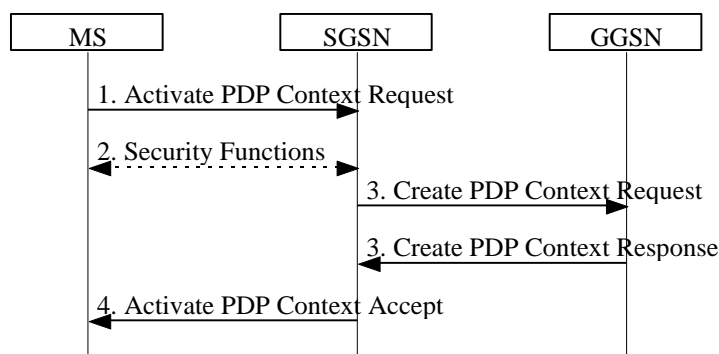 MS
SGSN
GGSN
1. Activate PDP Context Request
2. Security Functions
3. Create PDP Context Request
3. Create PDP Context Response
4. Activate PDP Context Accept